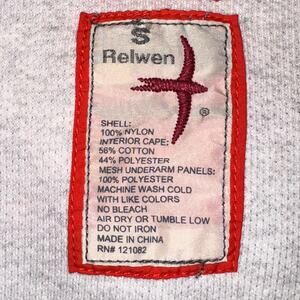 S
Relwen
®
SHELL:
100% NYLON
INTERIOR CAPE:
56% COTTON
44% POLYESTER
MESH UNDERARM PANELS:
100% POLYESTER
MACHINE WASH COLD
WITH LIKE COLORS
NO BLEACH
AIR DRY OR TUMBLE LOW
DO NOT IRON
MADE IN CHINA
RN# 121082